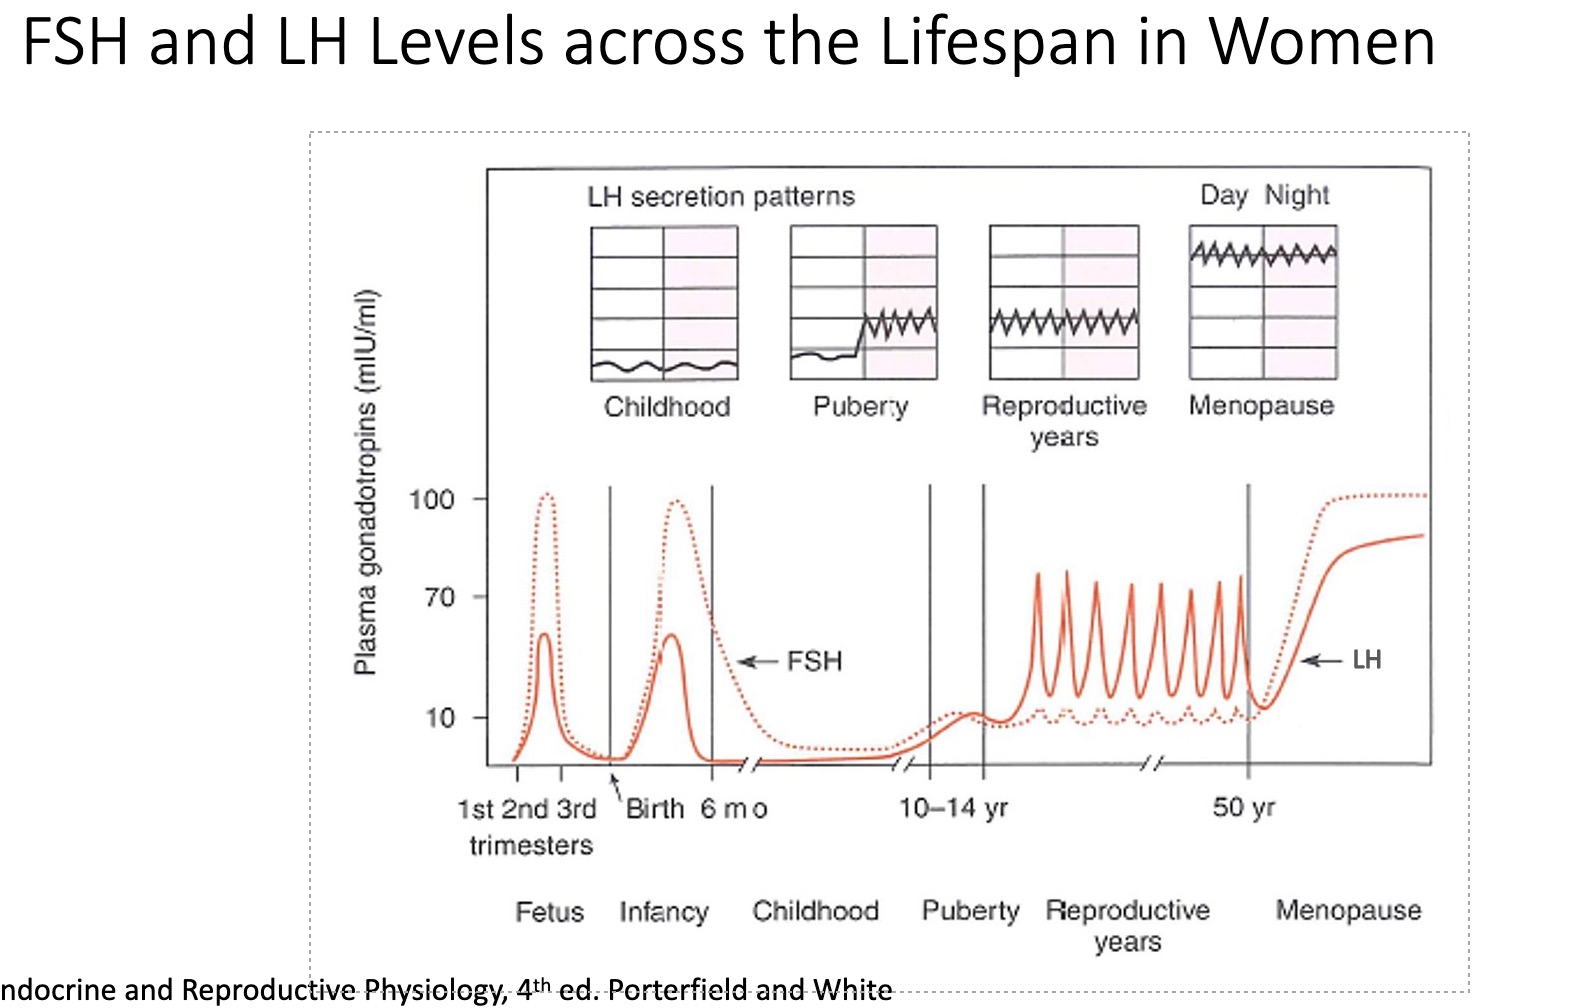 FSH and LH Levels across the Lifespan in Women
LH secretion patterns
Day Night
Childhood
Puberty
Reproductive
years
Menopause
Plasma gonadotropins (mIU/ml)
100
70
10
FSH
LH
1st 2nd 3rd
trimesters
Birth
6 mo
10–14 yr
50 yr
Fetus
Infancy
Childhood
Puberty
Reproductive
years
Menopause
ndocrine and Reproductive Physiology, 4th ed. Porterfield and White